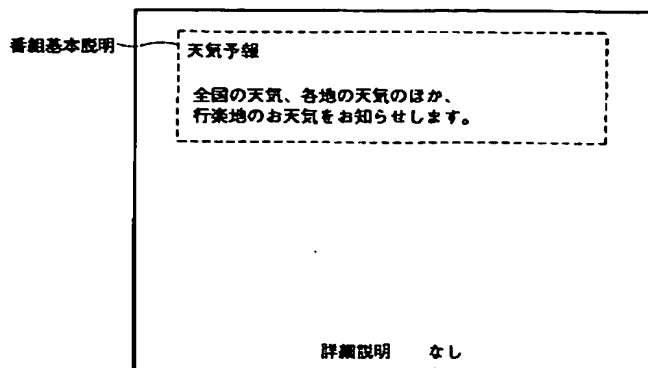 番組基本説明
天気予報
全国の天気、各地の天気のほか、
行楽地のお天気をお知らせします。
詳細説明 なし